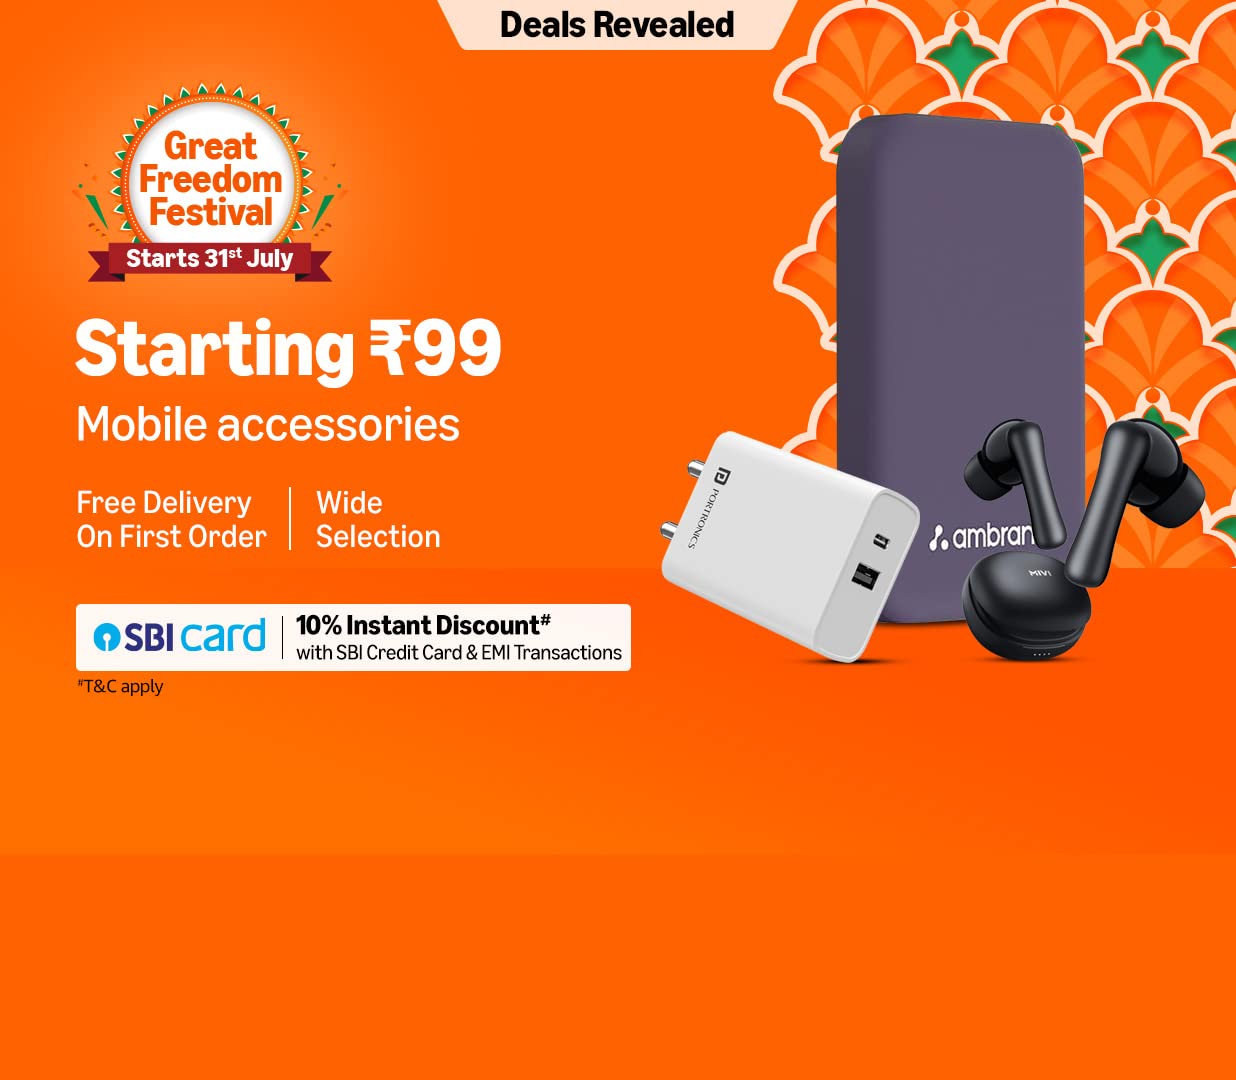 Deals Revealed
Great
Freedom
Festival
Starts 31st July
Starting ₹99
Mobile accessories
Free Delivery
On First Order
Wide
Selection
SBI card
10% Instant Discount#
with SBI Credit Card & EMI Transactions
#T&C apply
PORTRONICS
ambran
MIVI